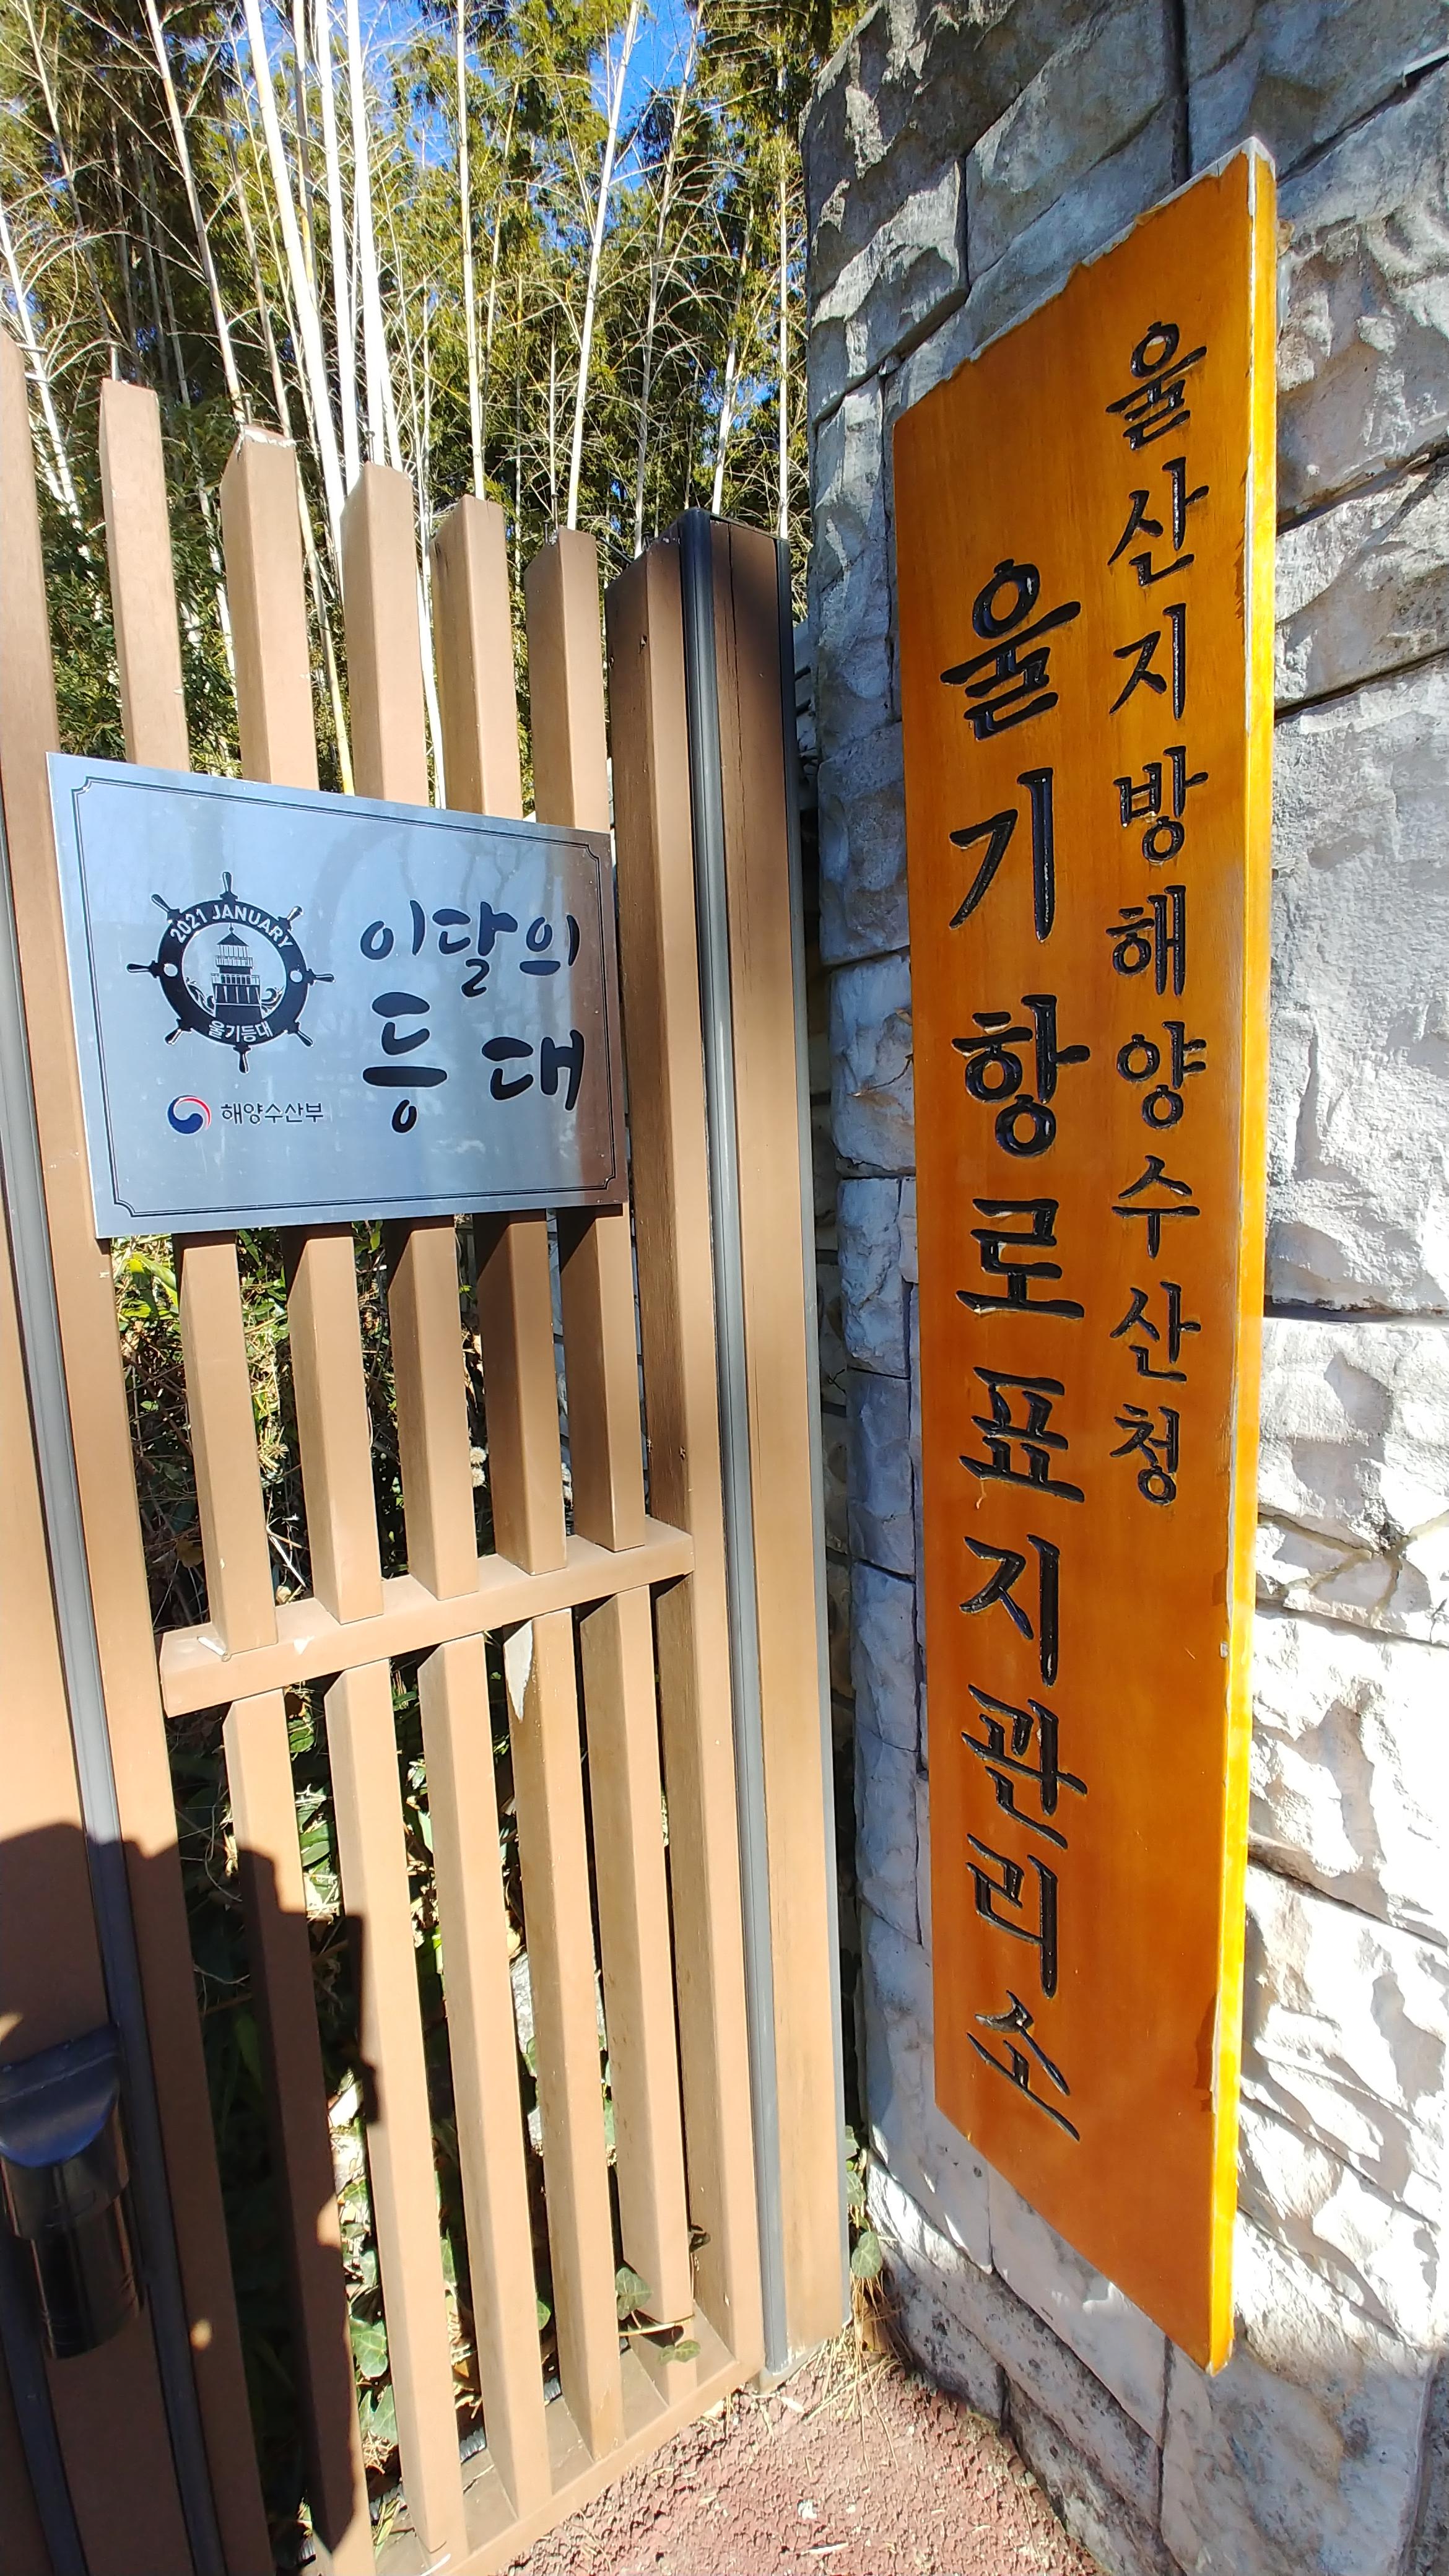 2021 JANUARY
울기등대
해양수산부
이달의
등대
울산지방해양수산청
울기항로표지관리소